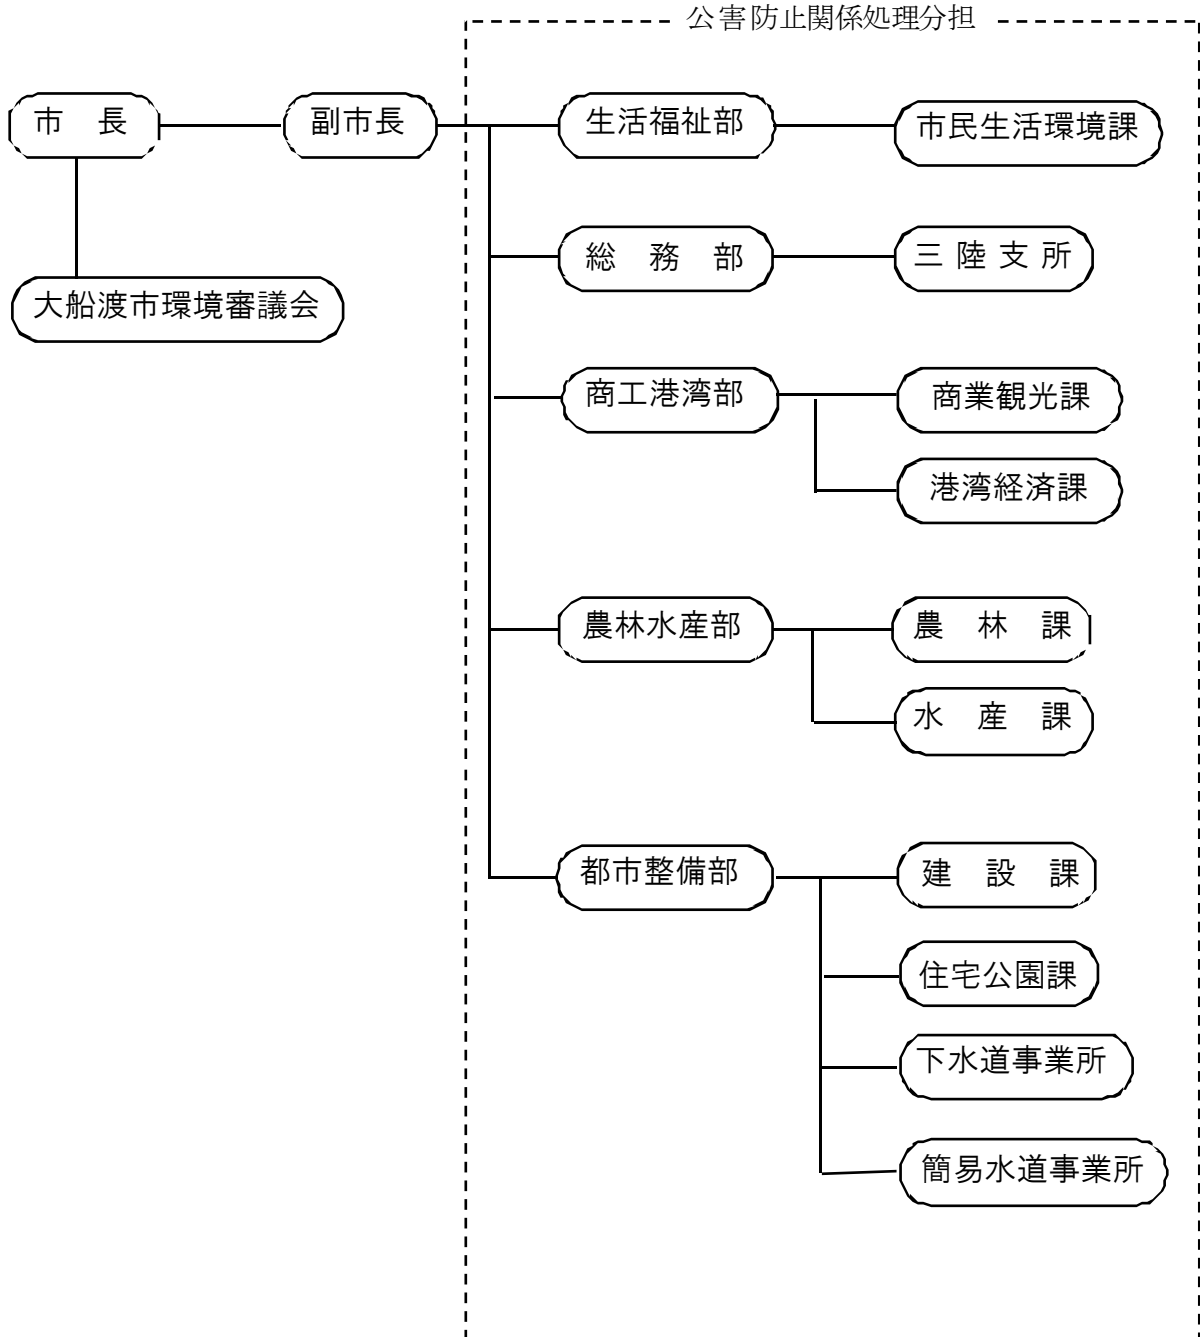 公害防止関係処理分担
市　長
副市長
生活福祉部
市民生活環境課
総　務　部
三 陸 支 所
大船渡市環境審議会
商工港湾部
商業観光課
港湾経済課
農林水産部
農　林　課
水　産　課
都市整備部
建　設　課
住宅公園課
下水道事業所
簡易水道事業所